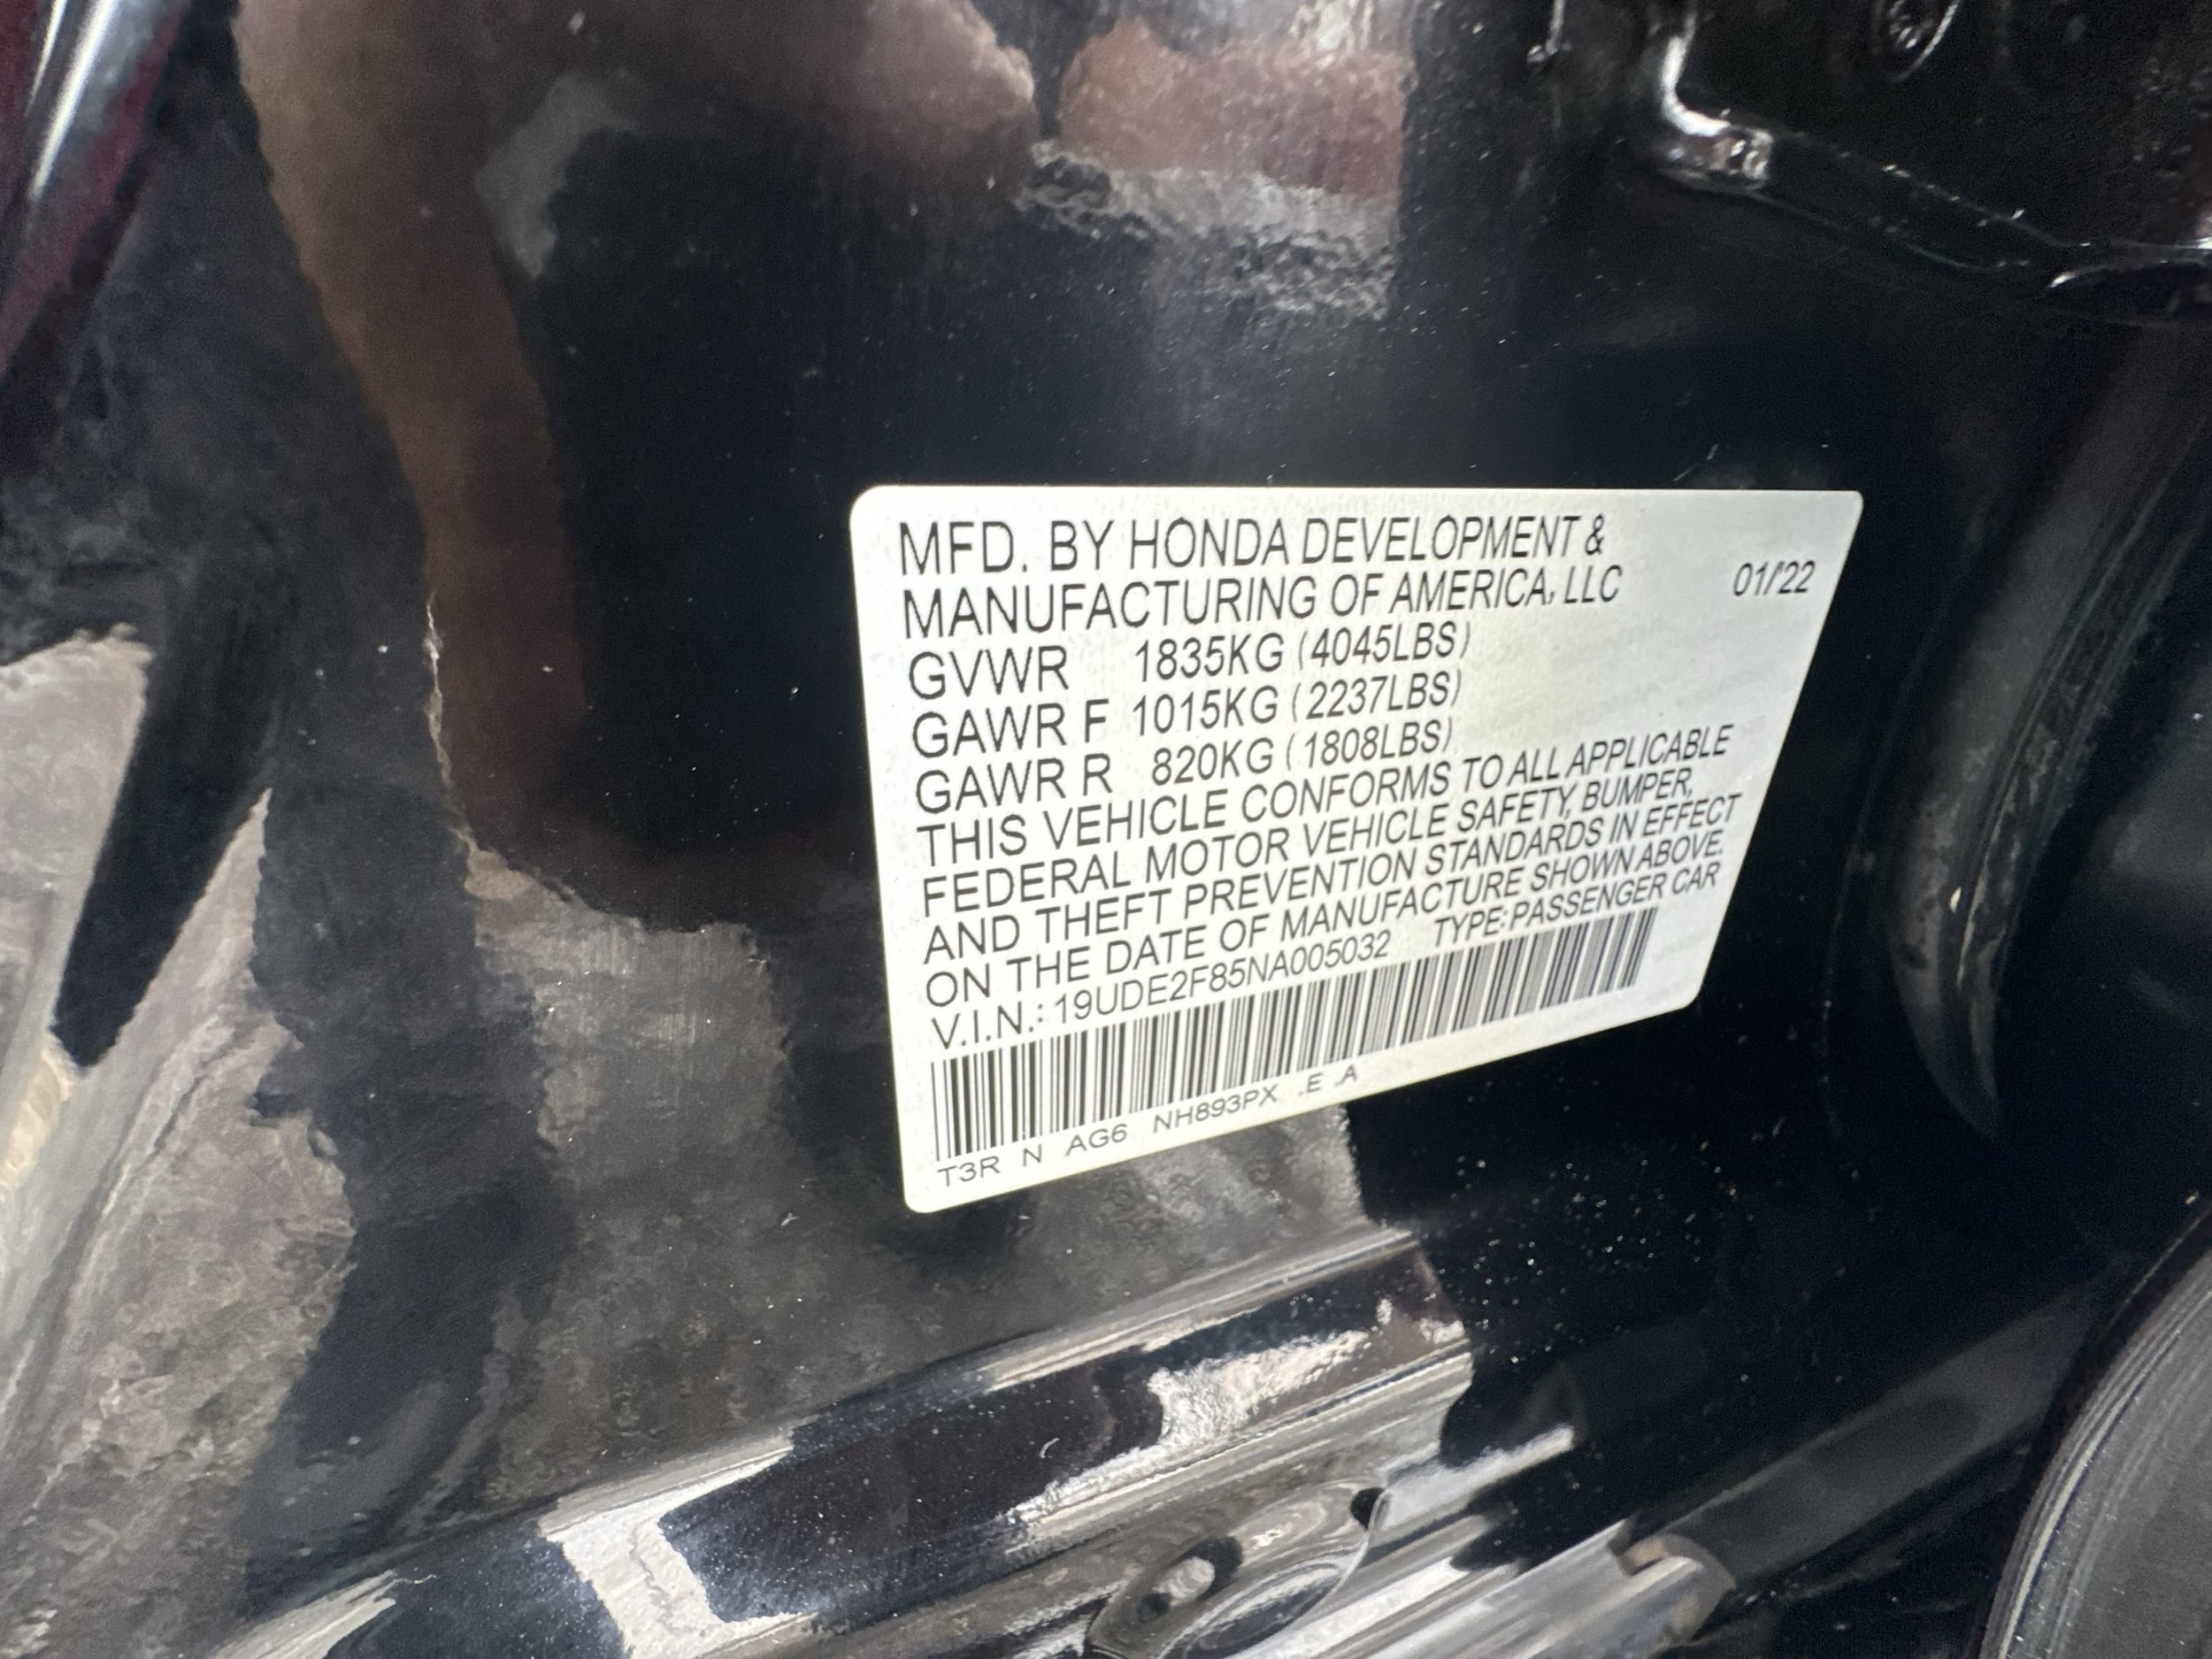 MFD. BY HONDA DEVELOPMENT &
MANUFACTURING OF AMERICA, LLC 01/'22
GVWR 1835KG (4045LBS)
GAWR F 1015KG (2237LBS)
GAWR R 820KG (1808LBS)
THIS VEHICLE CONFORMS TO ALL APPLICABLE
FEDERAL MOTOR VEHICLE SAFETY, BUMPER,
AND THEFT PREVENTION STANDARDS IN EFFECT
ON THE DATE OF MANUFACTURE SHOWN ABOVE.
V.I.N.: 19UDE2F85NA005032 TYPE: PASSENGER CAR
T3R N AG6 NH893PX .E .A